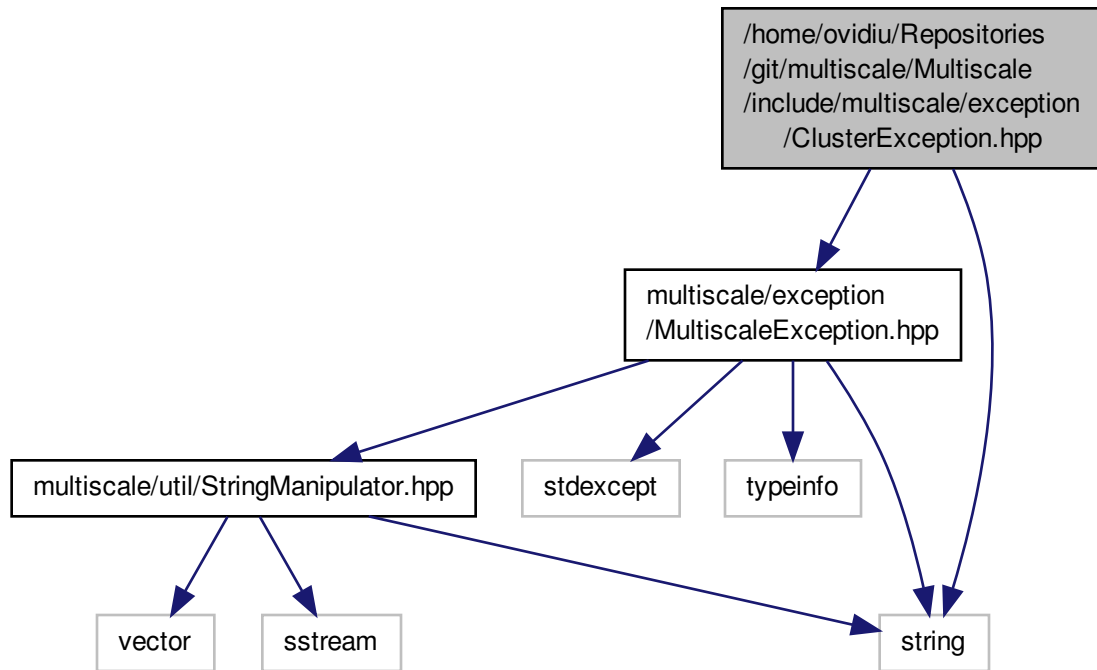 /home/ovidiu/Repositories
/git/multiscale/Multiscale
/include/multiscale/exception
/ClusterException.hpp
multiscale/exception
/MultiscaleException.hpp
multiscale/util/StringManipulator.hpp
stdexcept
typeinfo
vector
sstream
string